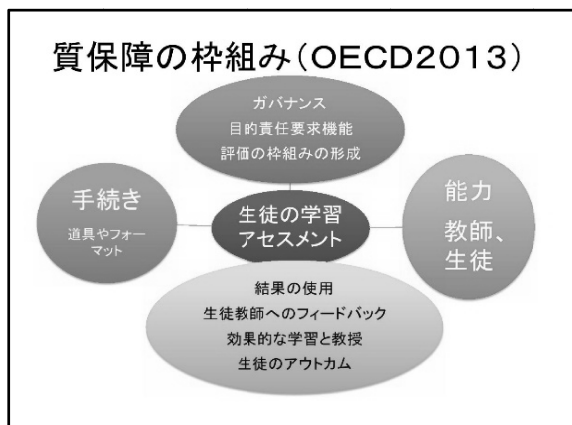 質保障の枠組み（ＯＥＣＤ２０１３）
ガバナンス
目的責任要求機能
評価の枠組みの形成
手続き
道具やフォー
マット
生徒の学習
アセスメント
能力
教師、
生徒
結果の使用
生徒教師へのフィードバック
効果的な学習と教授
生徒のアウトカム